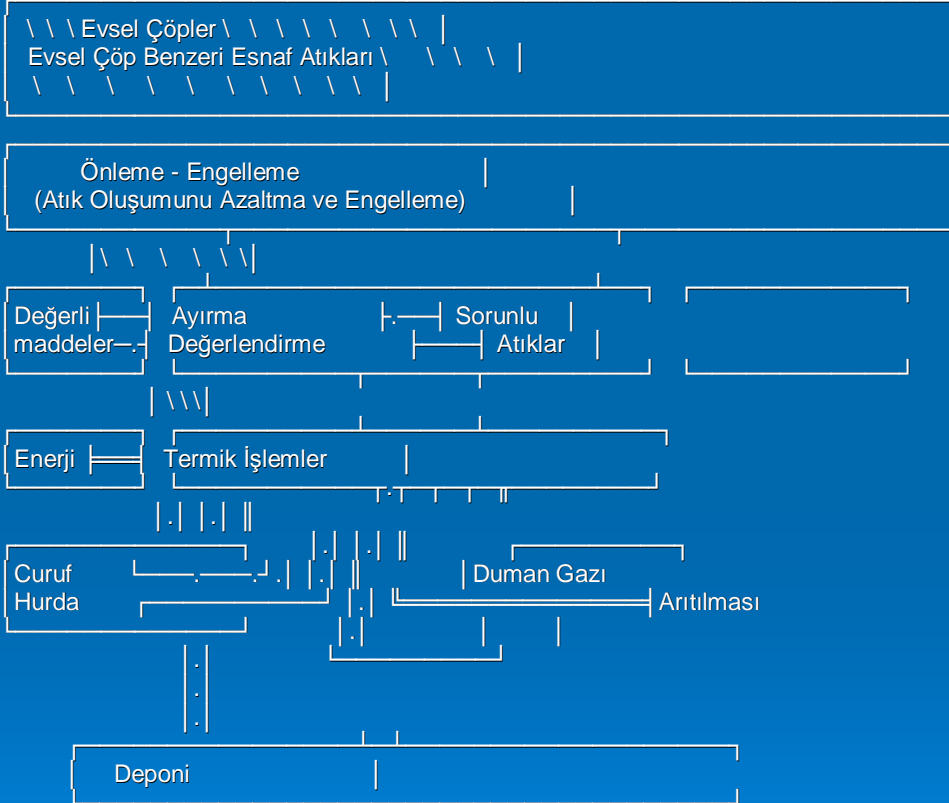 Evsel Çöpler
Evsel Çöp Benzeri Esnaf Atıkları
Önleme - Engelleme
(Atık Oluşumunu Azaltma ve Engelleme)
Değerli Ayırma Sorunlu
maddeler Değerlendirme Atıklar
Enerji Termik İşlemler
Curuf Duman Gazı
Hurda Arıtılması
Deponi